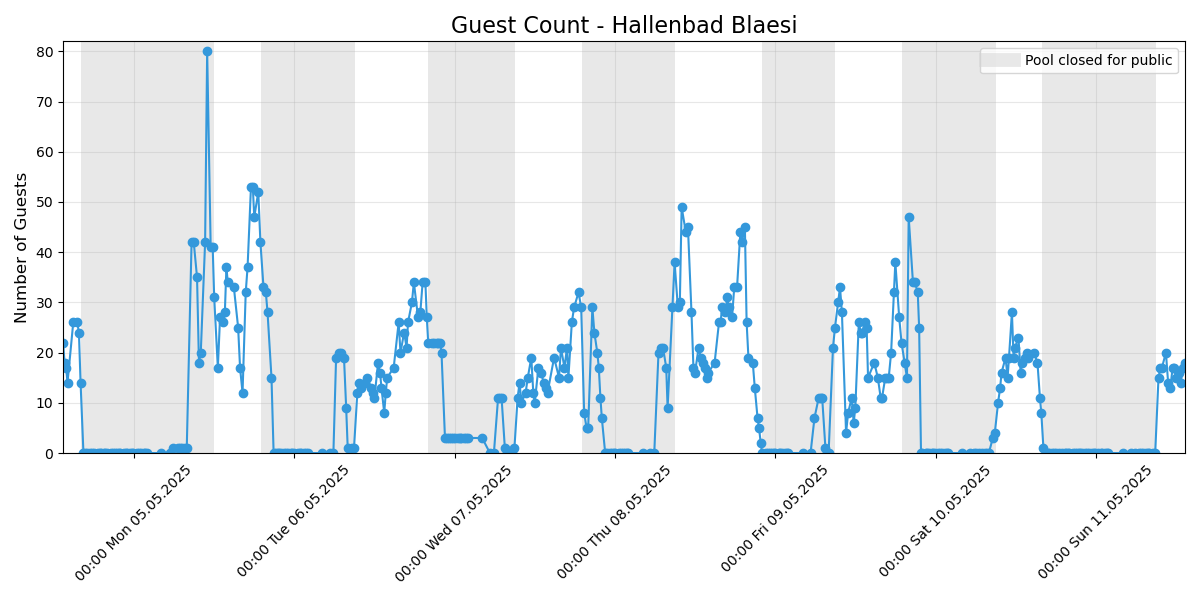 Guest Count - Hallenbad Blaesi
Pool closed for public
Number of Guests
80
70
60
50
40
30
20
10
0
00:00 Mon 05.05.2025
00:00 Tue 06.05.2025
00:00 Wed 07.05.2025
00:00 Thu 08.05.2025
00:00 Fri 09.05.2025
00:00 Sat 10.05.2025
00:00 Sun 11.05.2025